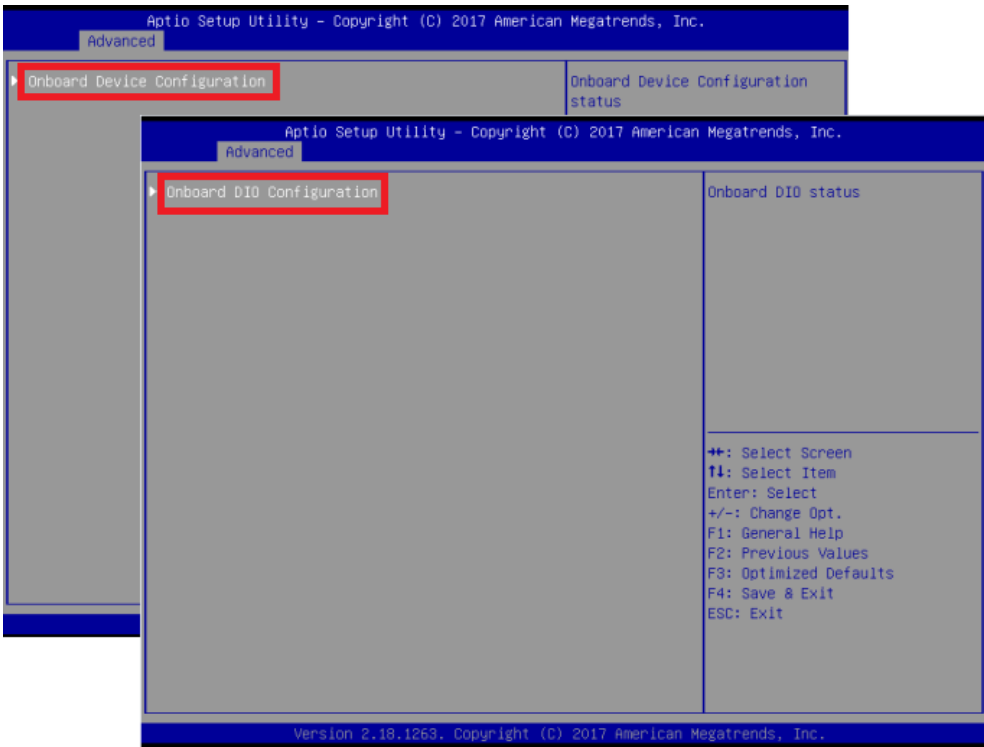 Aptio Setup Utility – Copyright (C) 2017 American Megatrends, Inc.
Advanced
Onboard Device Configuration
Onboard Device Configuration
status
Aptio Setup Utility – Copyright (C) 2017 American Megatrends, Inc.
Advanced
Onboard DIO Configuration
Onboard DIO status
→←: Select Screen
↑↓: Select Item
Enter: Select
+/-: Change Opt.
F1: General Help
F2: Previous Values
F3: Optimized Defaults
F4: Save & Exit
ESC: Exit
Version 2.18.1263. Copyright (C) 2017 American Megatrends, Inc.